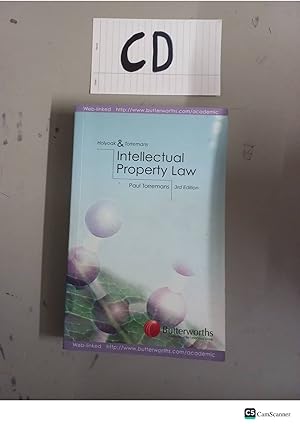 CD
Web-linked http://www.butterworths.com/academic
Holyoak & Torremans
Intellectual
Property Law
Paul Torremans 3rd Edition
Butterworths
Web-linked http://www.butterworths.com/academic
CS CamScanner